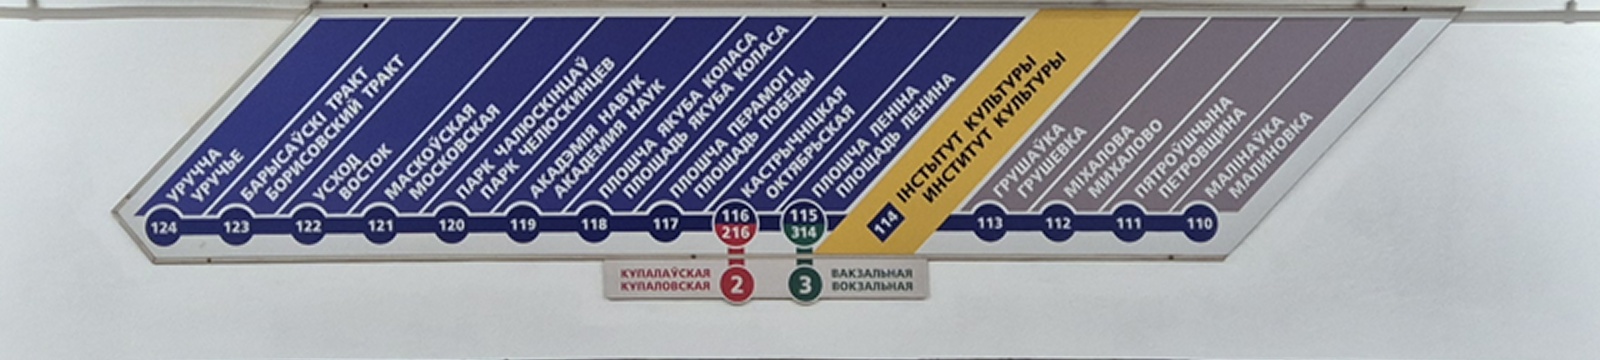 УРУЧЧА
УРУЧЬЕ
124
БАРЫСАЎСКІ ТРАКТ
БОРИСОВСКИЙ ТРАКТ
123
УСХОД
ВОСТОК
122
МАСКОЎСКАЯ
МОСКОВСКАЯ
121
ПАРК ЧАЛЮСКІНЦАЎ
ПАРК ЧЕЛЮСКИНЦЕВ
120
АКАДЭМІЯ НАВУК
АКАДЕМИЯ НАУК
119
ПЛОШЧА ЯКУБА КОЛАСА
ПЛОЩАДЬ ЯКУБА КОЛАСА
118
ПЛОШЧА ПЕРАМОГІ
ПЛОЩАДЬ ПОБЕДЫ
117
КАСТРЫЧНІЦКАЯ
ОКТЯБРЬСКАЯ
116
216
ПЛОШЧА ЛЕНІНА
ПЛОЩАДЬ ЛЕНИНА
115
314
ІНСТЫТУТ КУЛЬТУРЫ
ИНСТИТУТ КУЛЬТУРЫ
114
ГРУШАЎКА
ГРУШЕВКА
113
МІХАЛОВА
МИХАЛОВО
112
ПЯТРОЎШЧЫНА
ПЕТРОВЩИНА
111
МАЛІНАЎКА
МАЛИНОВКА
110
КУПАЛАЎСКАЯ
КУПАЛОВСКАЯ
2
3
ВАКЗАЛЬНАЯ
ВОКЗАЛЬНАЯ